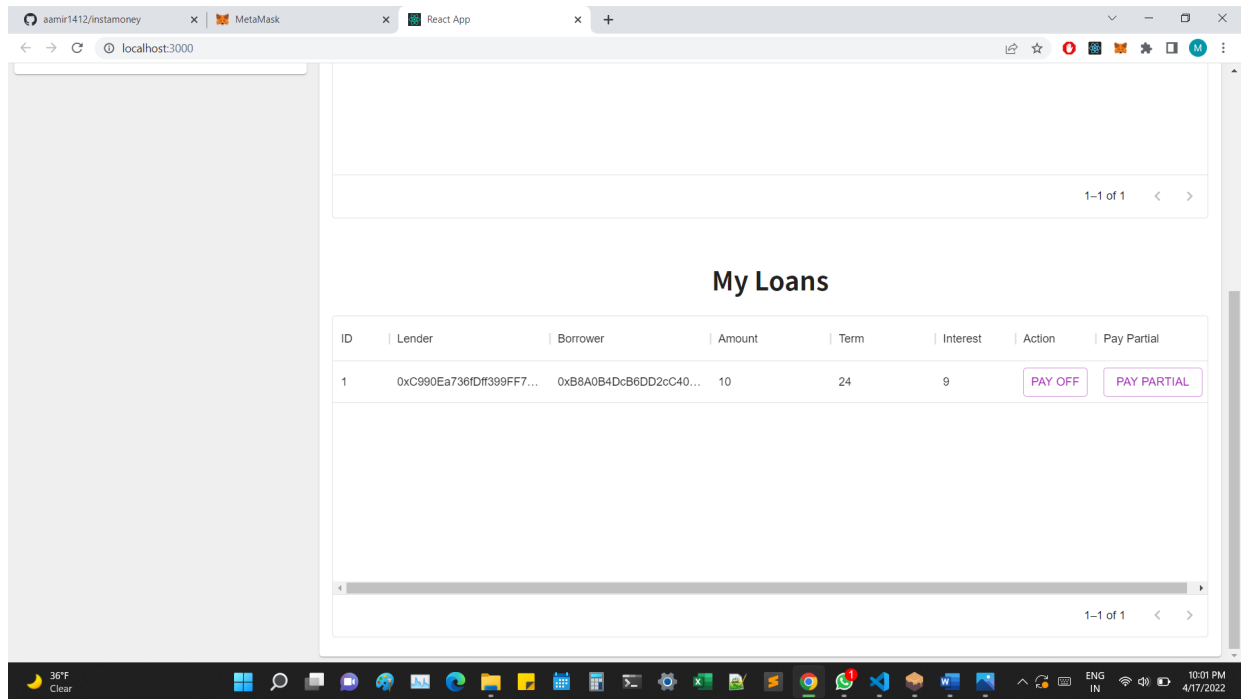 aamir1412/instamoney
MetaMask
React App
localhost:3000
M
1–1 of 1
My Loans
ID Lender Borrower Amount Term Interest Action Pay Partial
1 0xC990Ea736fDff399FF7... 0xB8A0B4DcB6DD2cC40... 10 24 9 PAY OFF PAY PARTIAL
1–1 of 1
36°F
Clear
1
ENG
IN
10:01 PM
4/17/2022